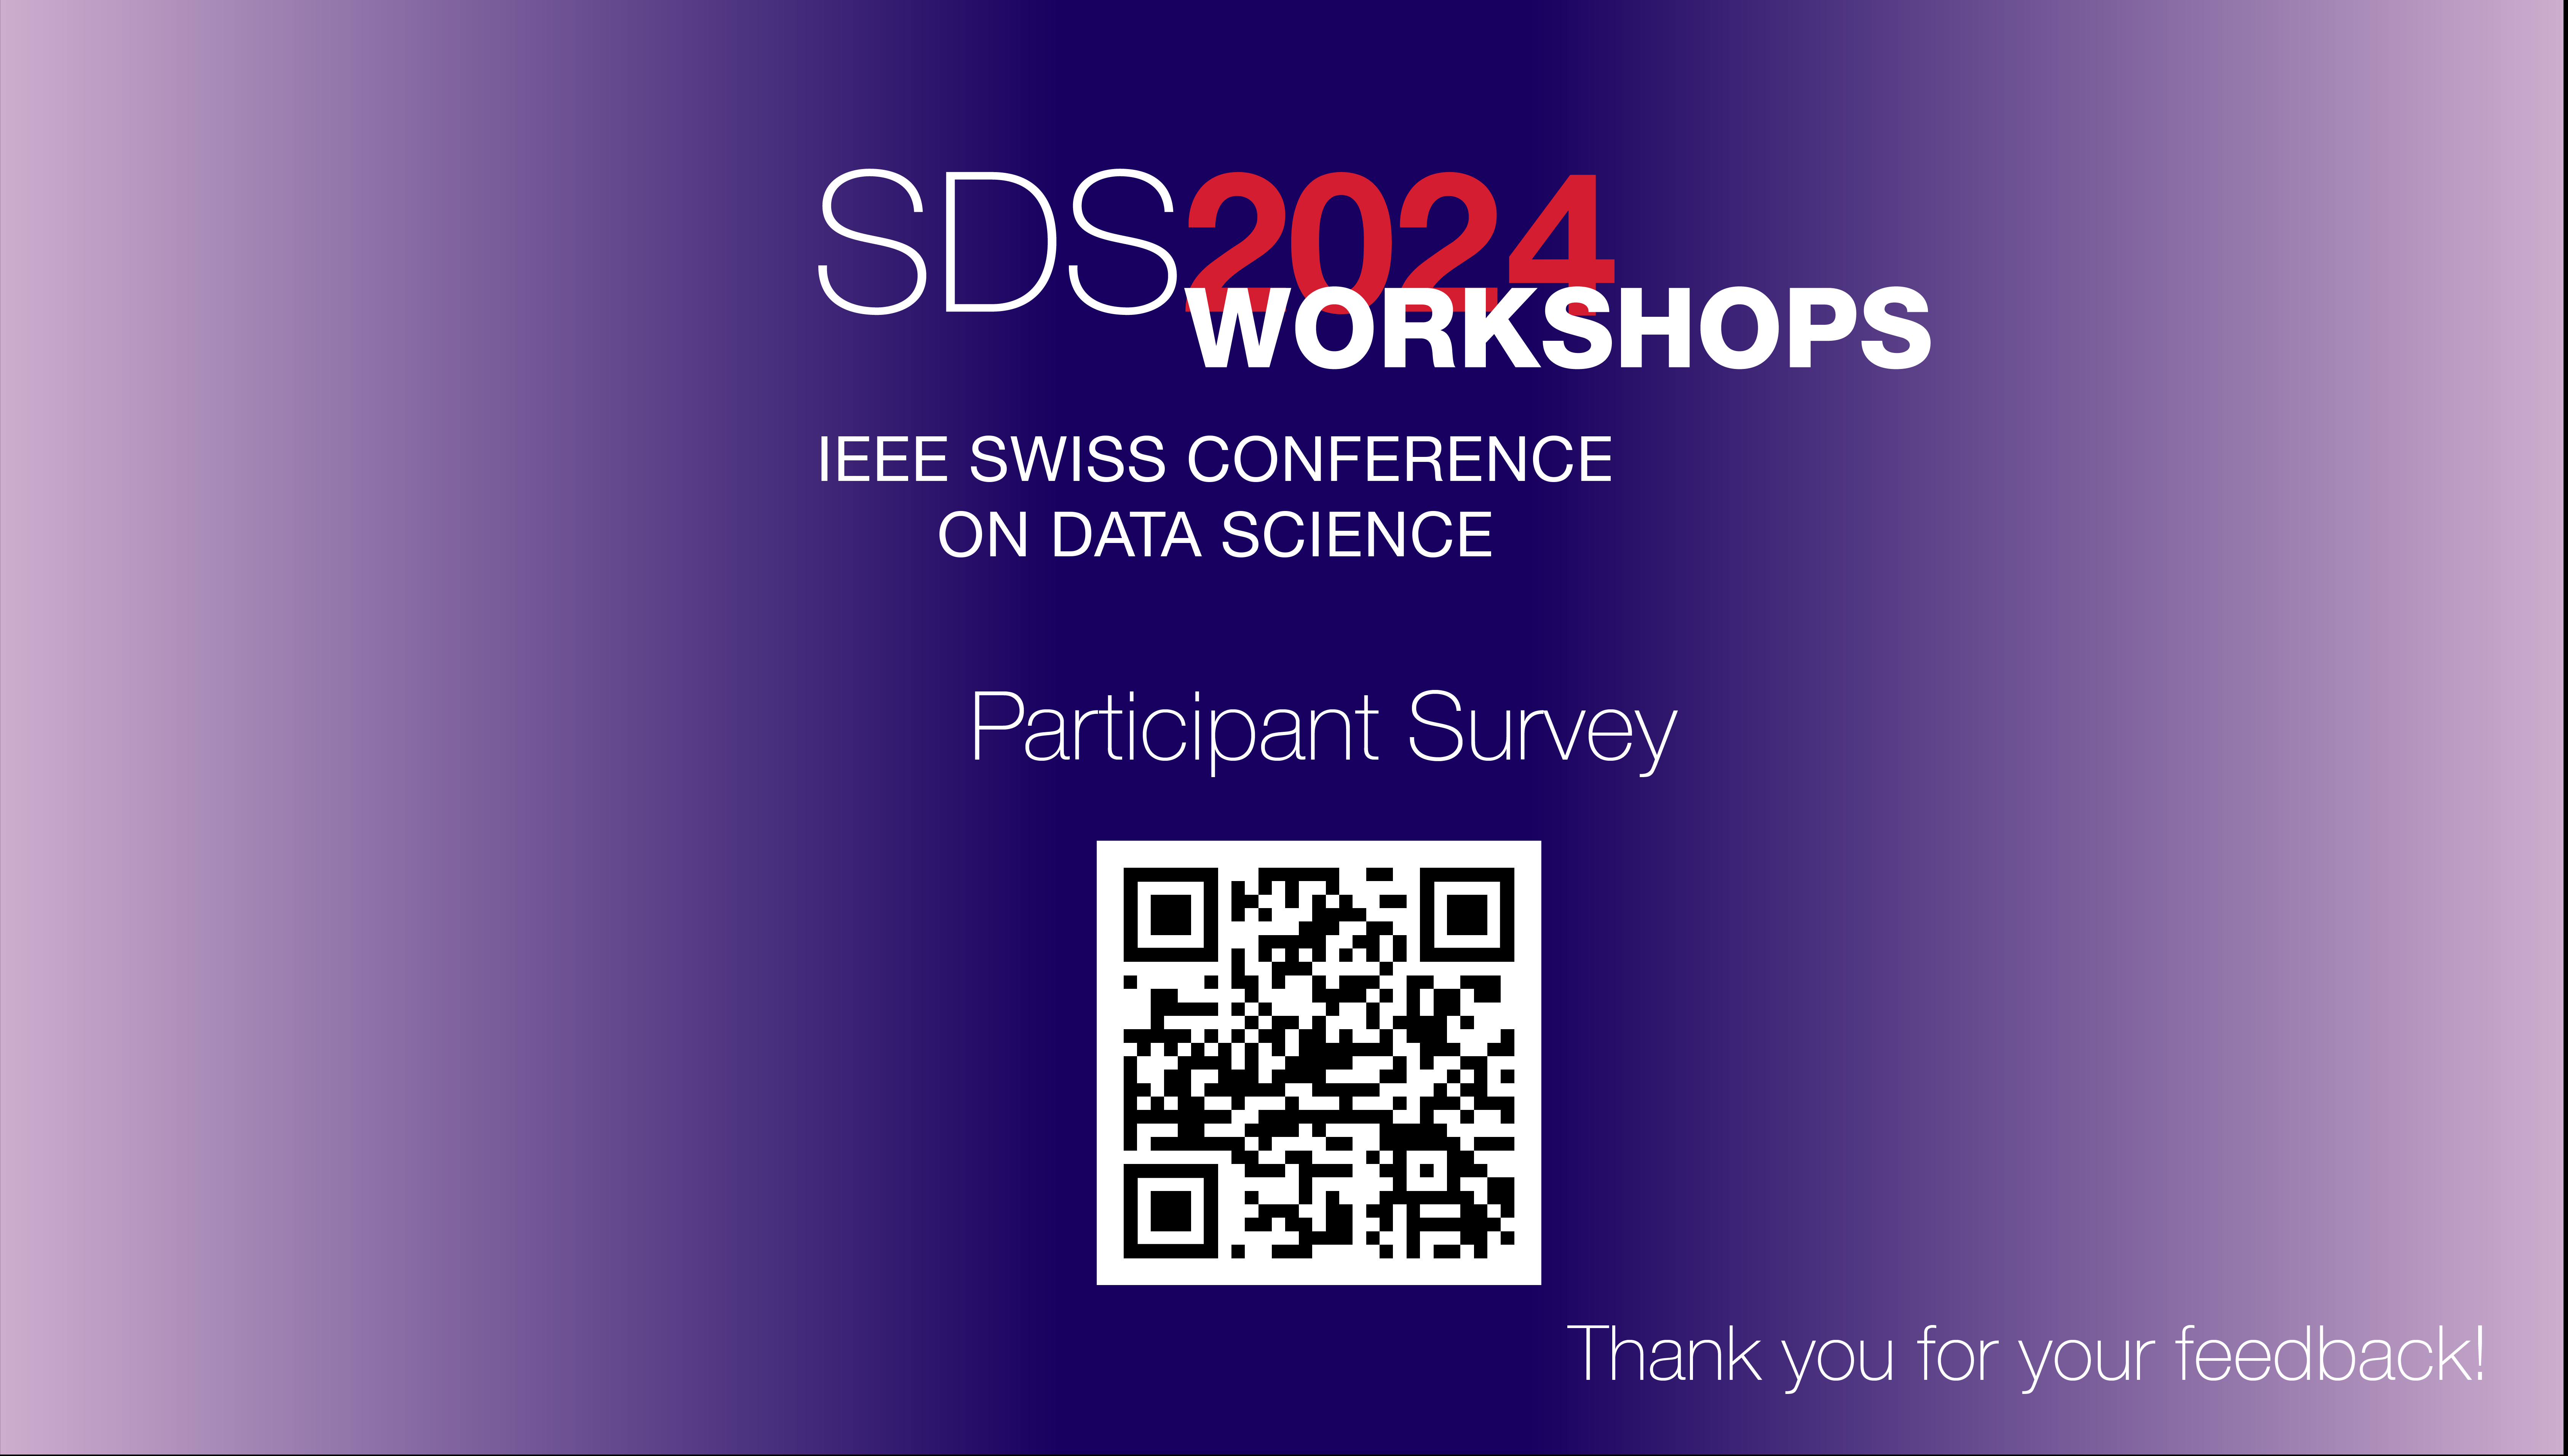 SDS2024
WORKSHOPS
IEEE SWISS CONFERENCE
ON DATA SCIENCE
Participant Survey
Thank you for your feedback!